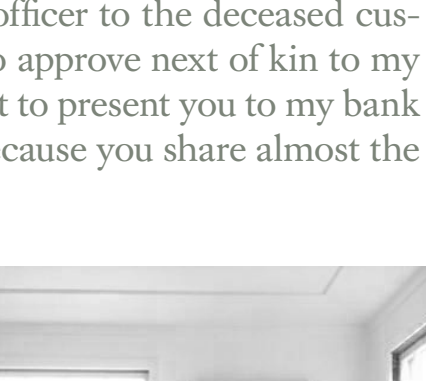 officer to the deceased cus-
approve next of kin to my
to present you to my bank
you share almost the